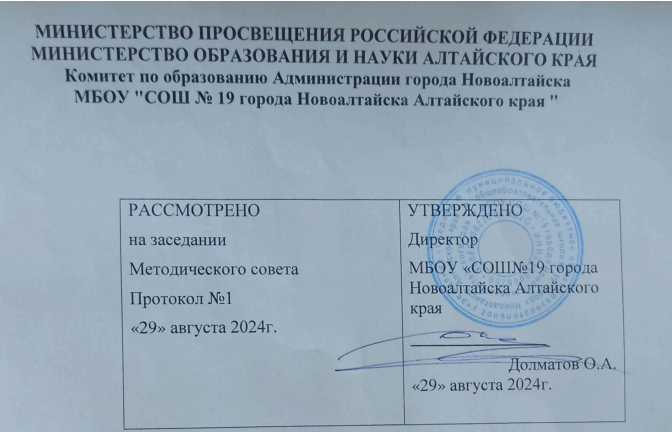 МИНИСТЕРСТВО ПРОСВЕЩЕНИЯ РОССИЙСКОЙ ФЕДЕРАЦИИ
МИНИСТЕРСТВО ОБРАЗОВАНИЯ И НАУКИ АЛТАЙСКОГО КРАЯ
Комитет по образованию Администрации города Новоалтайска
МБОУ "СОШ № 19 города Новоалтайска Алтайского края "
РАССМОТРЕНО
на заседании
Методического совета
Протокол №1
«29» августа 2024г.
УТВЕРЖДЕНО
Директор
МБОУ «СОШ№19 города
Новоалтайска Алтайского
края
Долматов О.А.
«29» августа 2024г.